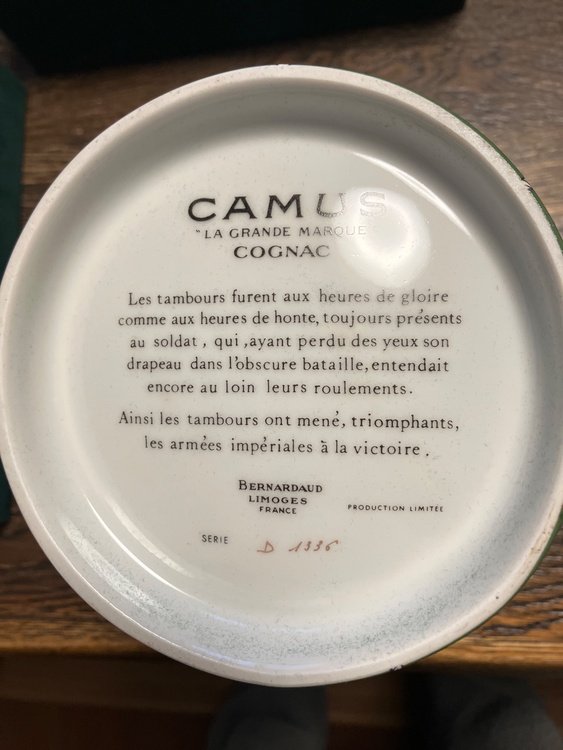 CAMUS
"LA GRANDE MARQUE"
COGNAC
Les tambours furent aux heures de gloire
comme aux heures de honte, toujours présents
au soldat, qui ,ayant perdu des yeux son
drapeau dans l'obscure bataille, entendait
encore au loin leurs roulements.
Ainsi les tambours ont mené, triomphants,
les armées impériales à la victoire.
BERNARDAUD
LIMOGES
FRANCE
PRODUCTION LIMITÉE
SERIE D 1336